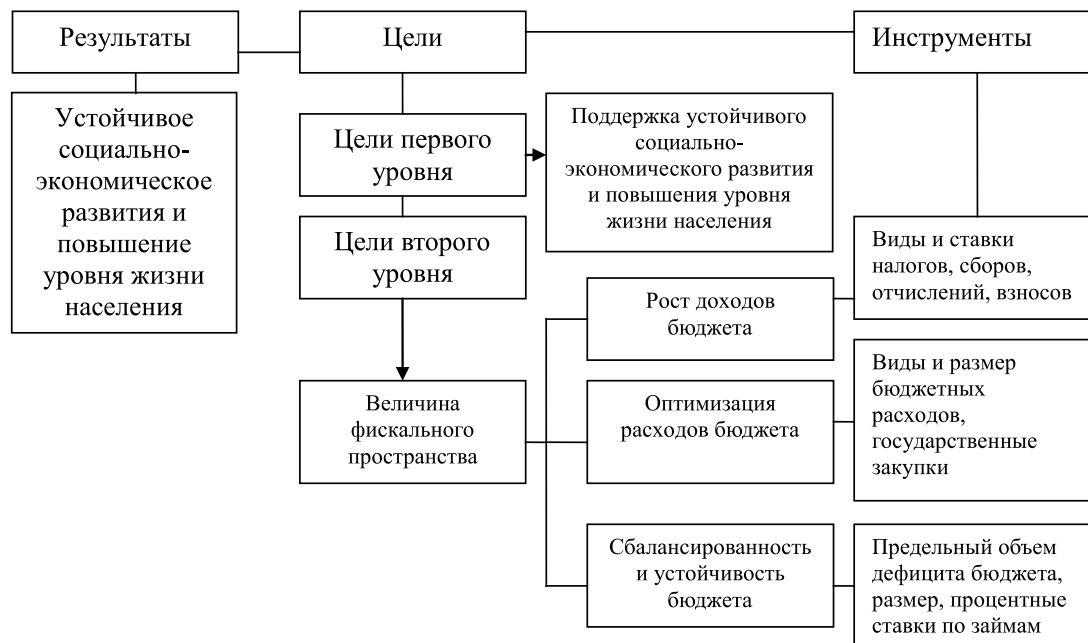 Результаты
Цели
Инструменты
Устойчивое
социально-
экономическое
развития и
повышение
уровня жизни
населения
Цели первого
уровня
Поддержка устойчивого
социально-
экономического развития
и повышения уровня
жизни населения
Цели второго
уровня
Виды и ставки
налогов, сборов,
отчислений, взносов
Рост доходов
бюджета
Величина
фискального
пространства
Оптимизация
расходов бюджета
Виды и размер
бюджетных
расходов,
государственные
закупки
Сбалансированность
и устойчивость
бюджета
Предельный объем
дефицита бюджета,
размер, процентные
ставки по займам